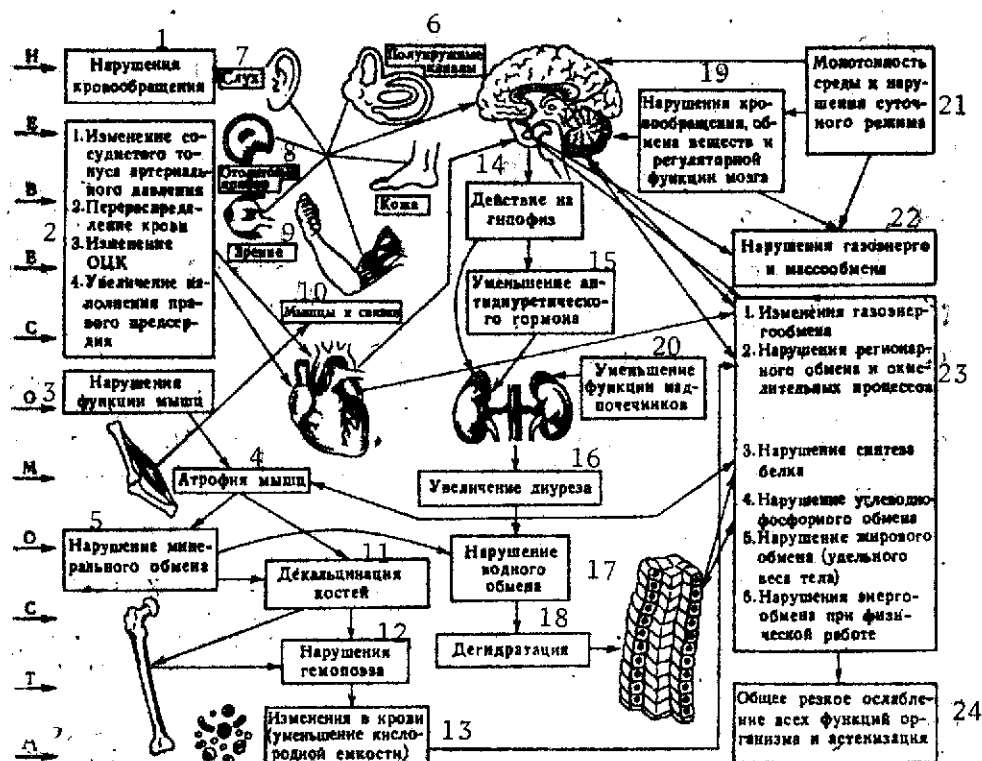 Н
Е
В
В
С
О
М
О
С
Т
1
Нарушения
кровообращения
2
1. Изменение со-
судистого то-
нуса артериаль-
ного давления
2. Перераспреде-
ление крови
3. Изменение
ОЦК
4. Увеличение на-
полнения пра-
вого предсер-
дия
3
Нарушения
функции мышц
4
Атрофия мышц
5
Нарушение мине-
рального обмена
6
Полукружные
каналы
7
Слух
8
Отолитовый
прибор
9
Зрение
Кожа
10
Мышцы и связки
11
Декальцинация
костей
12
Нарушения
гемопоэза
13
Изменения в крови
(уменьшение кисло-
родной емкости)
14
Действие на
гипофиз
15
Уменьшение ан-
тидиуретическо-
го гормона
16
Увеличение диуреза
17
Нарушение
водного
обмена
18
Дегидратация
19
Нарушения кро-
вообращения, об-
мена веществ и
регуляторной
функции мозга
20
Уменьшение
функции над-
почечников
21
Монотонность
среды и нару-
шения суточ-
ного режима
22
Нарушения газоэнерго
и массообмена
23
1. Изменения газоэнер-
гообмена
2. Нарушения регионар-
ного обмена и окис-
лительных процессов
3. Нарушение синтеза
белка
4. Нарушение углеводно-
фосфорного обмена
5. Нарушение жирового
обмена (удельного
веса тела)
6. Нарушения энерго-
обмена при физи-
ческой работе
24
Общее резкое ослабле-
ние всех функций ор-
ганизма и астенизация